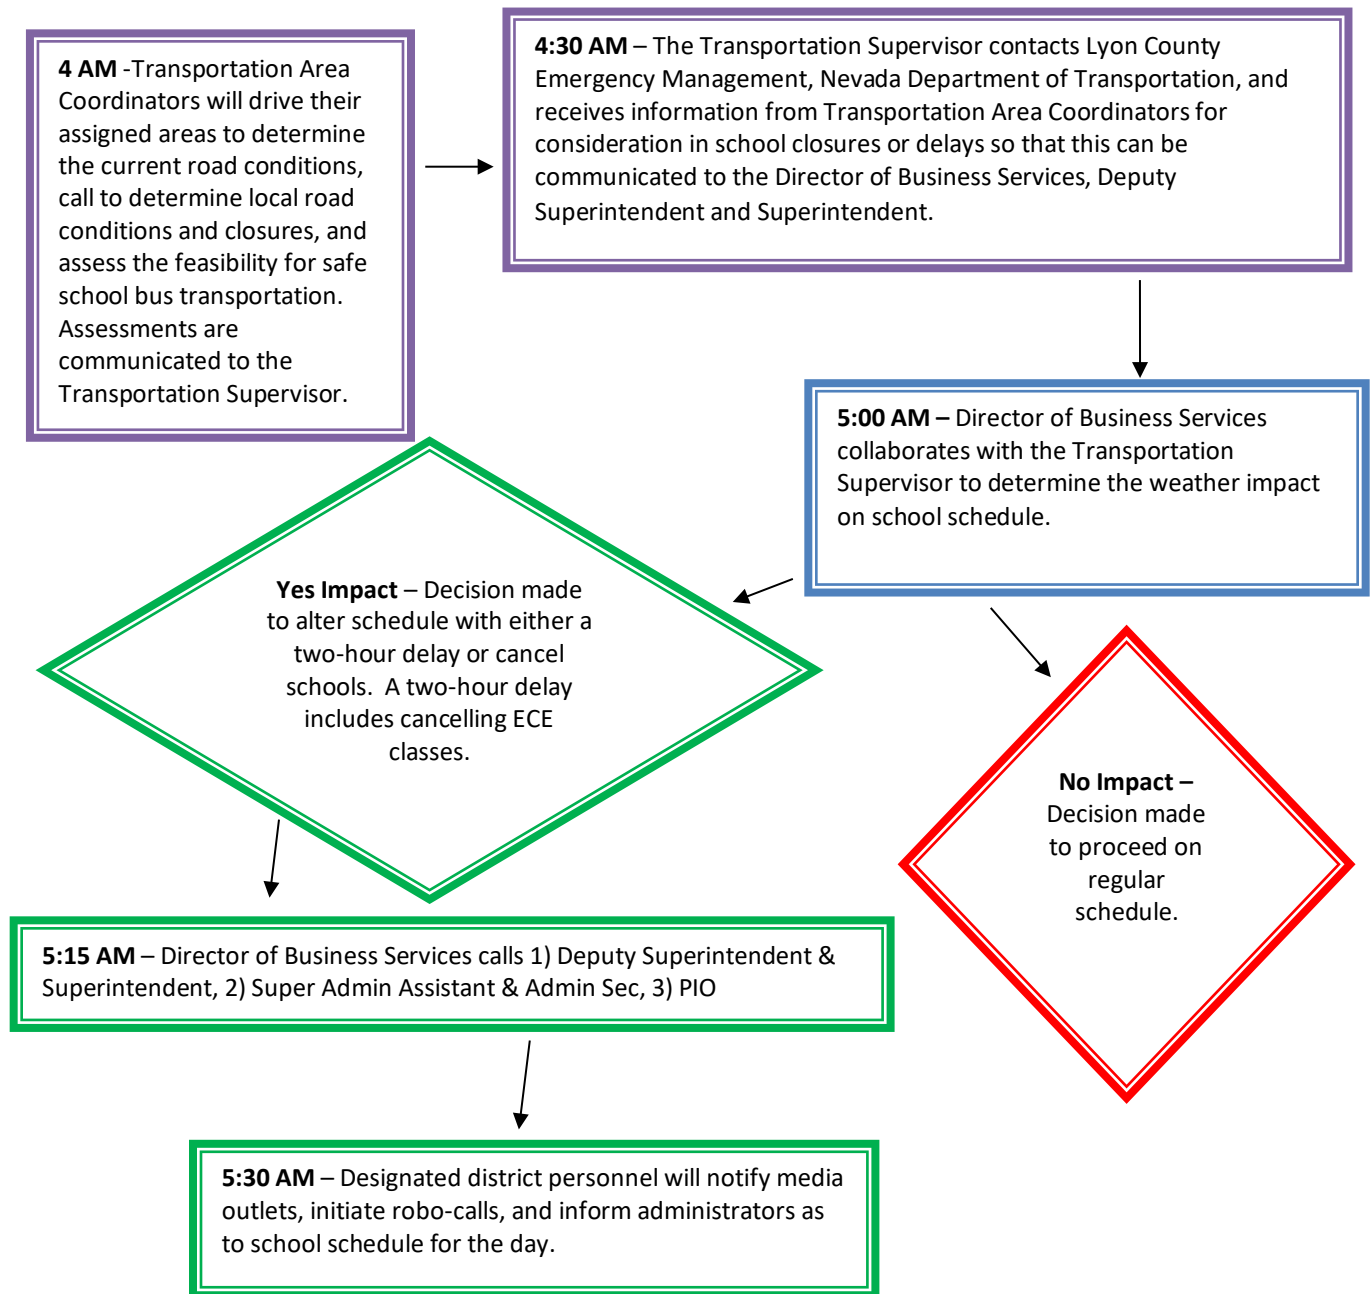 4 AM -Transportation Area
Coordinators will drive their
assigned areas to determine
the current road conditions,
call to determine local road
conditions and closures, and
assess the feasibility for safe
school bus transportation.
Assessments are
communicated to the
Transportation Supervisor.
4:30 AM – The Transportation Supervisor contacts Lyon County
Emergency Management, Nevada Department of Transportation, and
receives information from Transportation Area Coordinators for
consideration in school closures or delays so that this can be
communicated to the Director of Business Services, Deputy
Superintendent and Superintendent.
5:00 AM – Director of Business Services
collaborates with the Transportation
Supervisor to determine the weather impact
on school schedule.
Yes Impact – Decision made
to alter schedule with either a
two-hour delay or cancel
schools.  A two-hour delay
includes cancelling ECE
classes.
No Impact –
Decision made
to proceed on
regular
schedule.
5:15 AM – Director of Business Services calls 1) Deputy Superintendent &
Superintendent, 2) Super Admin Assistant & Admin Sec, 3) PIO
5:30 AM – Designated district personnel will notify media
outlets, initiate robo-calls, and inform administrators as
to school schedule for the day.